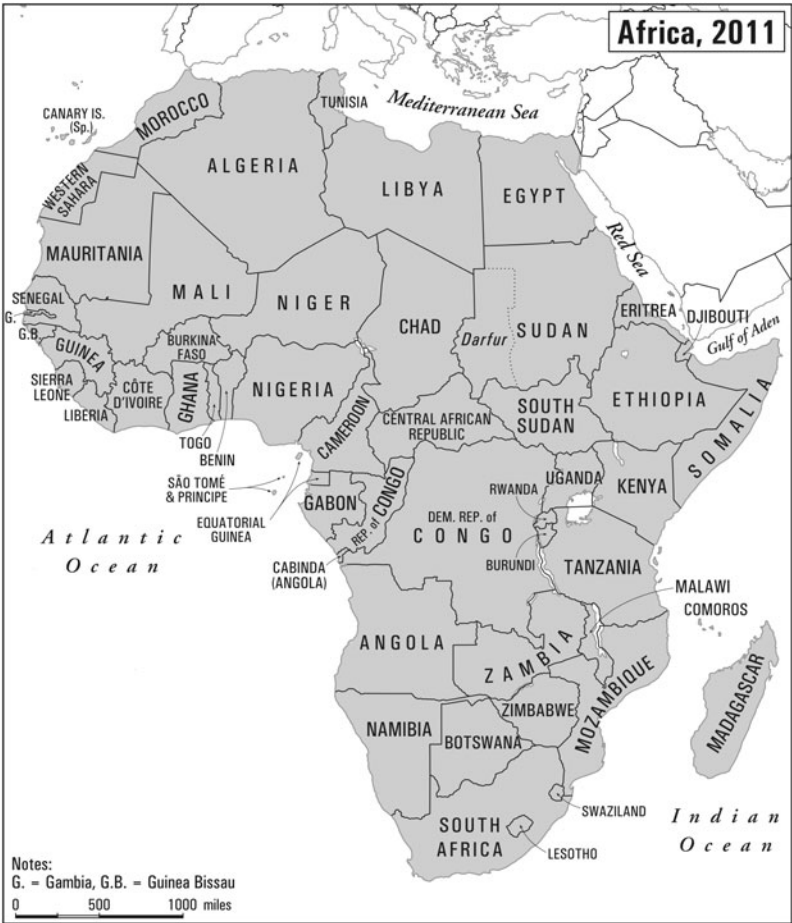 Africa, 2011
Mediterranean Sea
CANARY IS.
(Sp.)
MOROCCO
TUNISIA
ALGERIA
LIBYA
EGYPT
WESTERN
SAHARA
Red Sea
MAURITANIA
MALI
NIGER
CHAD
Darfur
SUDAN
ERITREA
DJIBOUTI
Gulf of Aden
SENEGAL
G.
G.B.
GUINEA
BURKINA
FASO
SIERRA
LEONE
CÔTE
D'IVOIRE
GHANA
NIGERIA
LIBERIA
TOGO
BENIN
CAMEROON
CENTRAL AFRICAN
REPUBLIC
SOUTH
SUDAN
ETHIOPIA
SOMALIA
SÃO TOMÉ
& PRINCIPE
EQUATORIAL
GUINEA
GABON
REP. of CONGO
DEM. REP. of
CONGO
UGANDA
KENYA
RWANDA
BURUNDI
TANZANIA
Atlantic
Ocean
CABINDA
(ANGOLA)
MALAWI
COMOROS
ANGOLA
ZAMBIA
MOZAMBIQUE
MADAGASCAR
ZIMBABWE
NAMIBIA
BOTSWANA
SWAZILAND
SOUTH
AFRICA
LESOTHO
Indian
Ocean
Notes:
G. = Gambia, G.B. = Guinea Bissau
0 500 1000 miles